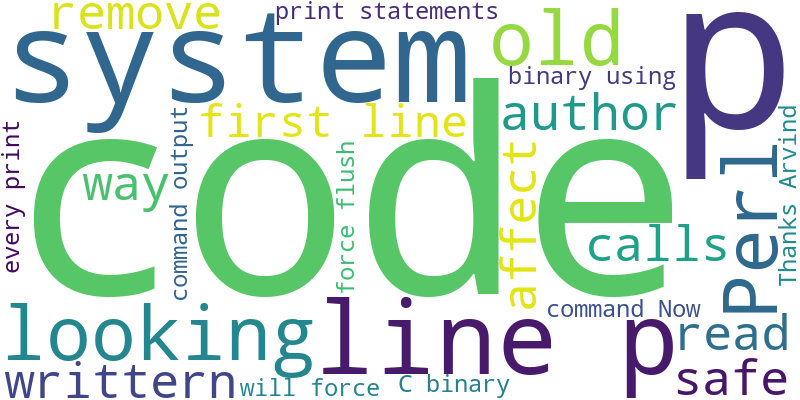 remove
print statements
system
old
p
binary using
first line
author
code
way
command output
force flush
affect
every print
Perl
Thanks Arvind
calls
command Now
looking
line p
read
writtern
will force
C binary
safe